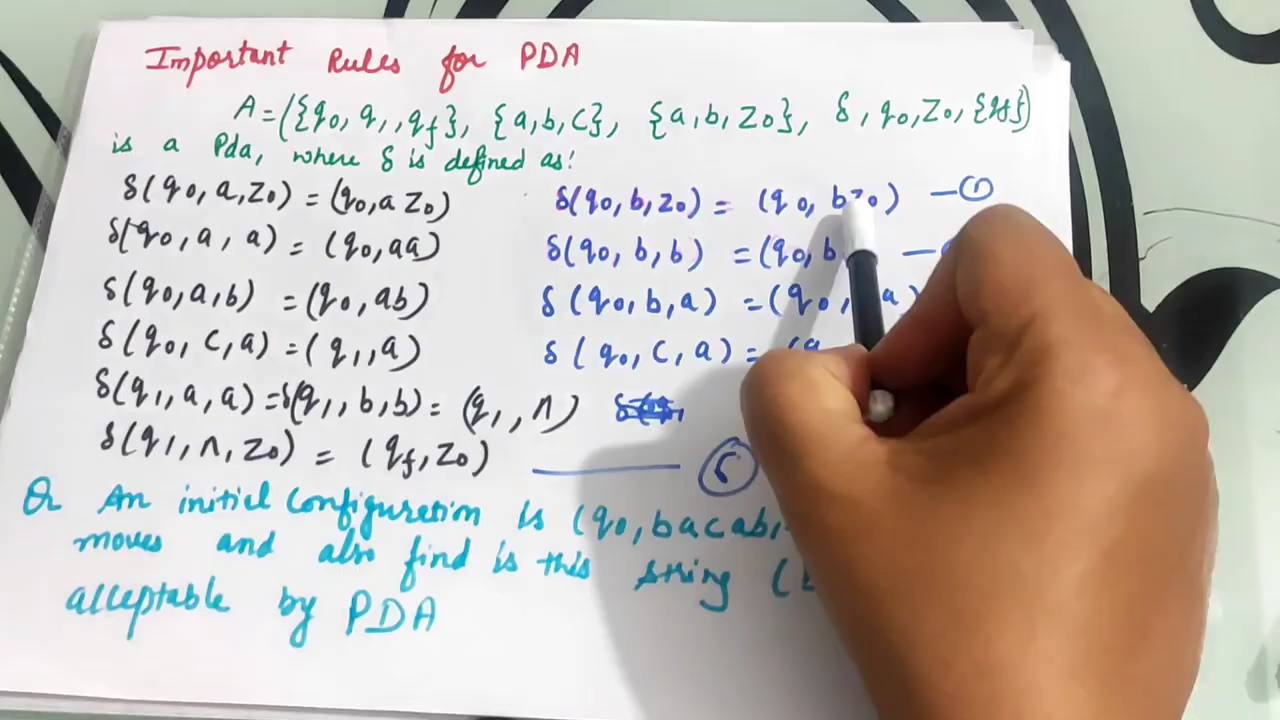 Important Rules for PDA
A=({q0, q1, qf}, {a,b,c}, {a,b,Z0}, δ, q0,Z0, {qf})
is a Pda, where δ is defined as:
δ(q0, a, Z0) = (q0, a Z0) δ(q0, b, Z0) = (q0, bZ0) —①
δ(q0, a, a) = (q0, aa) δ(q0, b, b) =(q0, b —
δ(q0, a, b) =(q0, ab) δ(q0, b, a) =(q0, a)
δ(q0, c, a) =(q1, a) δ(q0, c, a) =
δ(q1, a, a) =δ(q1, b, b) = (q1, Λ)
δ(q1, Λ, Z0) = (qf, Z0)
An initial configuration is (q0, bacab,
moves and also find is this string (
acceptable by PDA